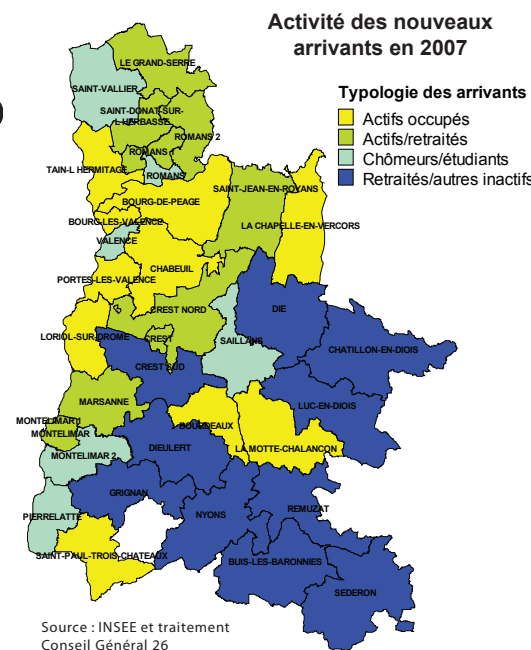 Activité des nouveaux
arrivants en 2007
Typologie des arrivants
Actifs occupés
Actifs/retraités
Chômeurs/étudiants
Retraités/autres inactifs
LE GRAND-SERRE
SAINT-VALLIER
SAINT-DONAT-SUR-
L HERBASSE
ROMANS 2
ROMANS 1
TAIN-L HERMITAGE
ROMANS
SAINT-JEAN-EN-ROYANS
BOURG-DE-PEAGE
BOURG-LES-VALENCE
LA CHAPELLE-EN-VERCORS
VALENCE
CHABEUIL
PORTES-LES-VALENCE
CREST NORD
DIE
LORIOL-SUR-DROME
CREST
SAILLANS
CHATILLON-EN-DIOIS
CREST SUD
MARSANNE
LUC-EN-DIOIS
MONTELIMAR 1
BOURDEAUX
MONTELIMAR
DIEULEFIT
LA MOTTE-CHALANCON
MONTELIMAR 2
GRIGNAN
PIERRELATTE
NYONS
REMUZAT
SAINT-PAUL-TROIS-CHATEAUX
BUIS-LES-BARONNIES
SEDERON
Source : INSEE et traitement
Conseil Général 26